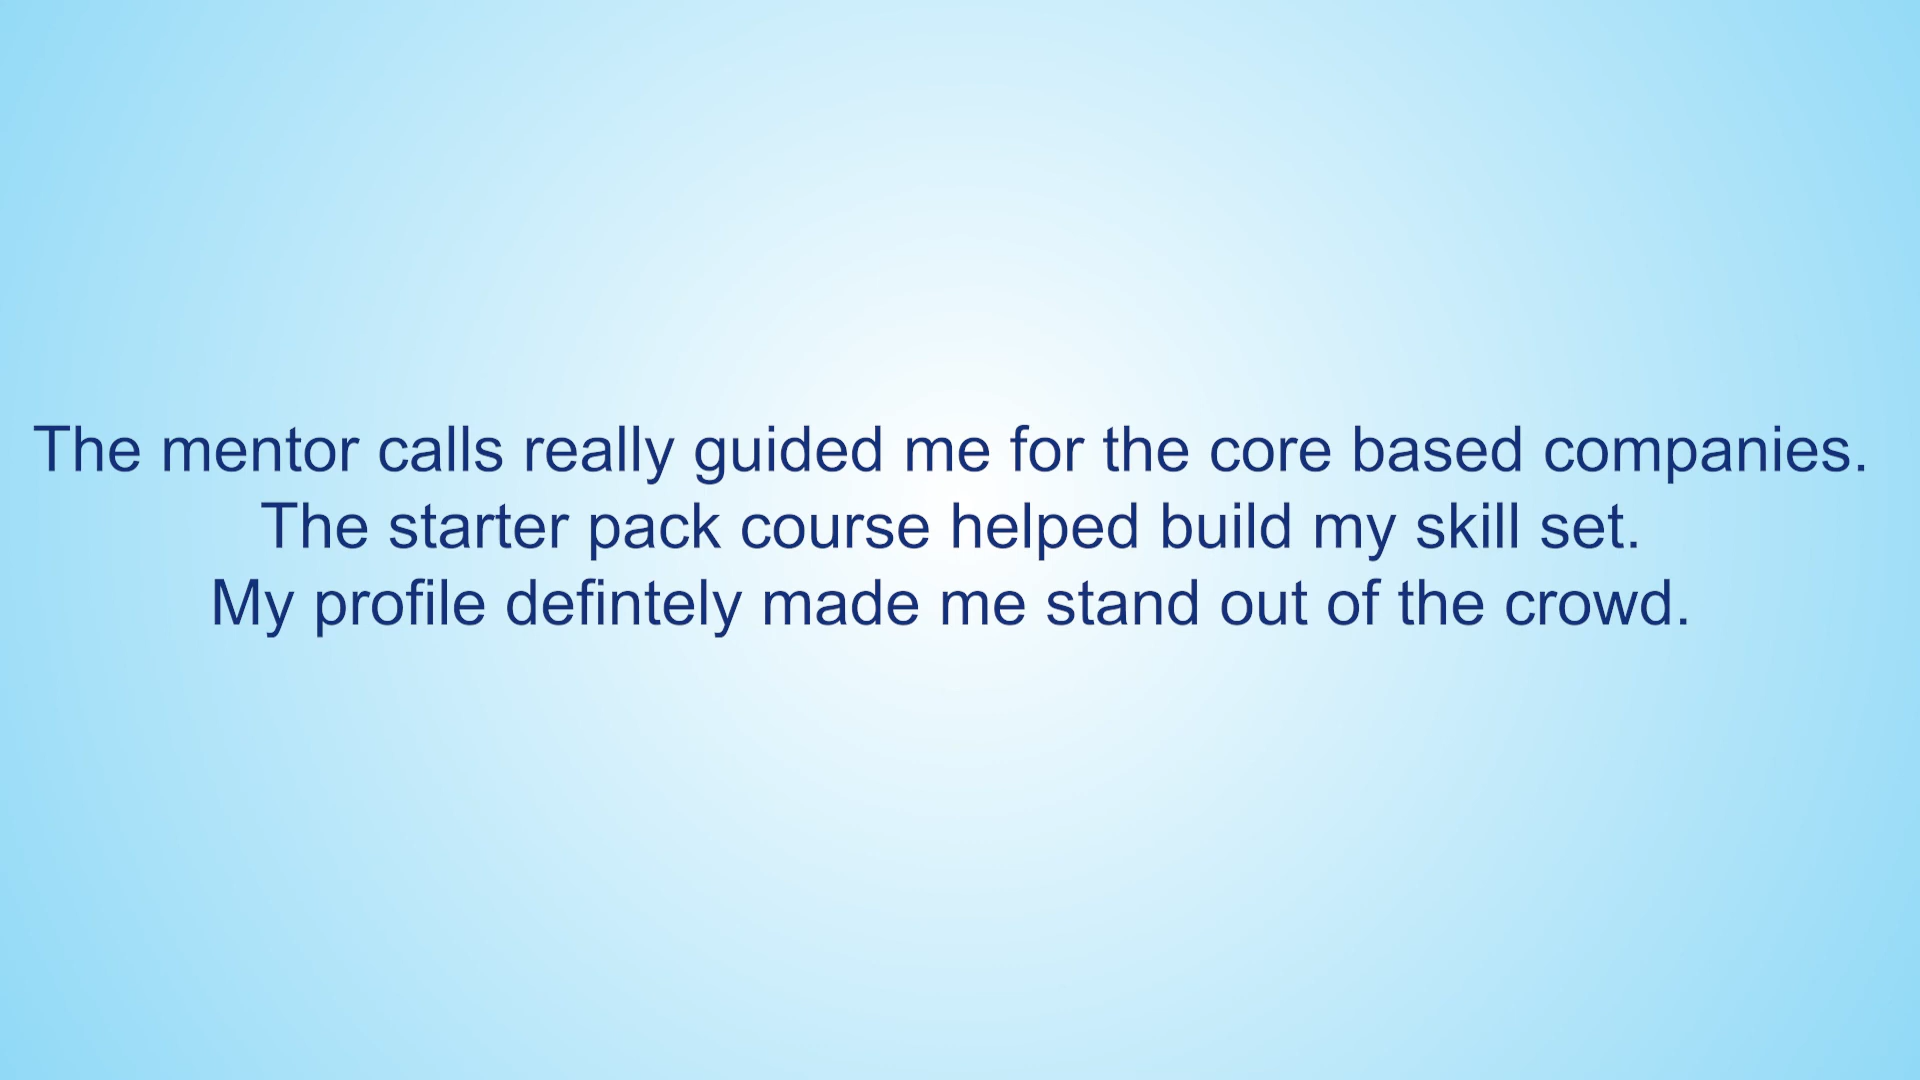 The mentor calls really guided me for the core based companies.
The starter pack course helped build my skill set.
My profile defintely made me stand out of the crowd.